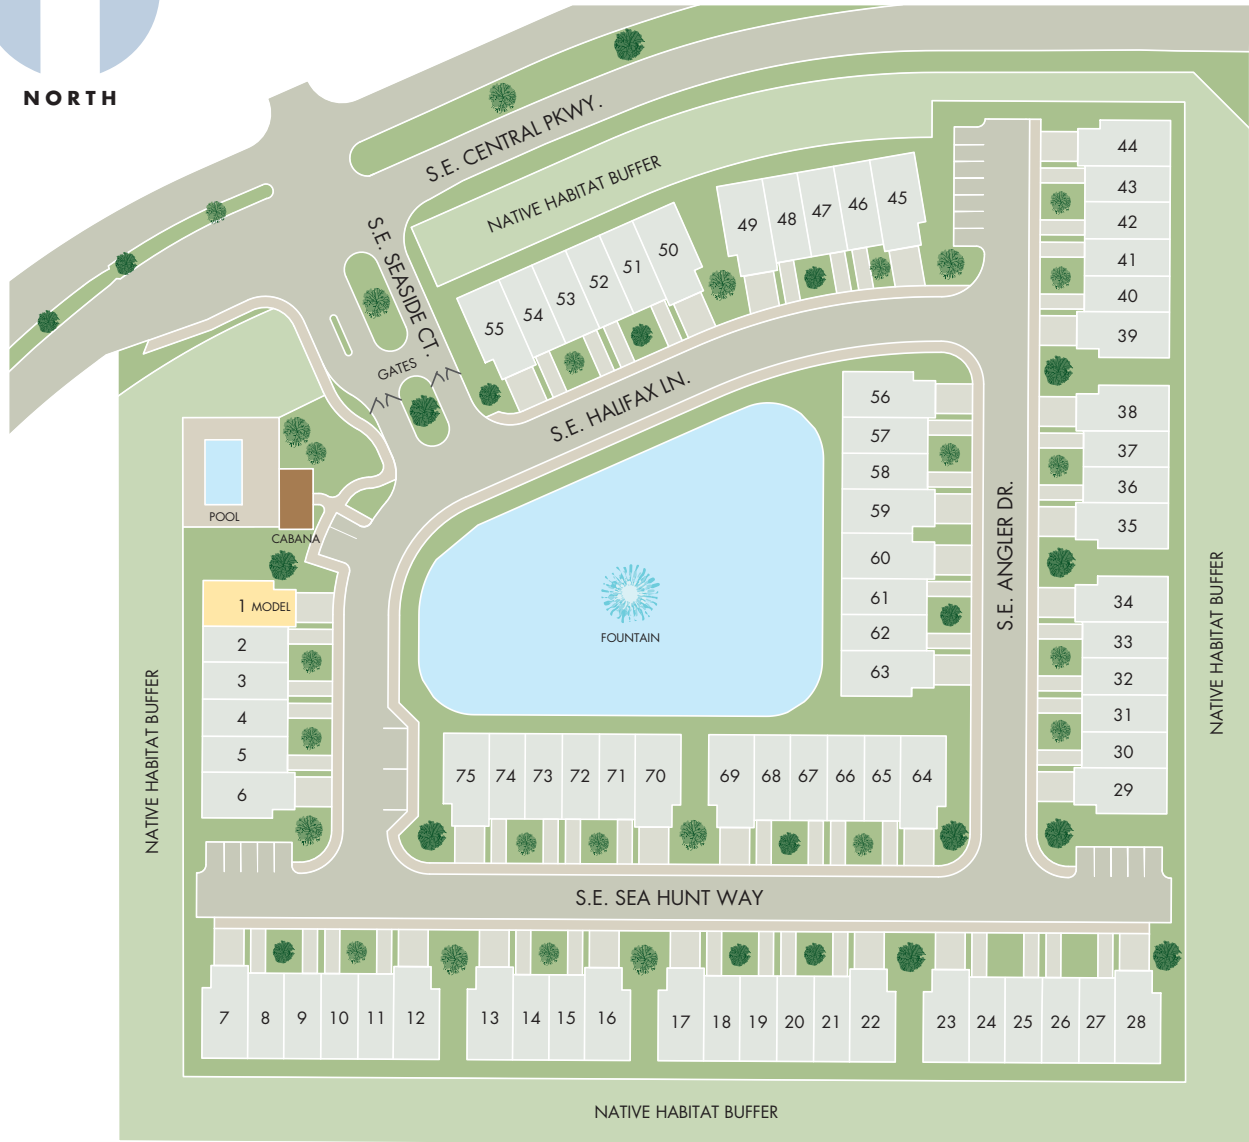 NORTH
S.E. CENTRAL PKWY.
NATIVE HABITAT BUFFER
S.E. SEASIDE CT.
GATES
S.E. HALIFAX LN.
44
43
42
41
40
39
45
46
47
48
49
50
51
52
53
54
55
56
57
58
59
60
61
62
63
38
37
36
35
34
33
32
31
30
29
S.E. ANGLER DR.
NATIVE HABITAT BUFFER
POOL
CABANA
FOUNTAIN
1 MODEL
2
3
4
5
6
NATIVE HABITAT BUFFER
75 74 73 72 71 70
69 68 67 66 65 64
S.E. SEA HUNT WAY
7 8 9 10 11 12
13 14 15 16
17 18 19 20 21 22
23 24 25 26 27 28
NATIVE HABITAT BUFFER